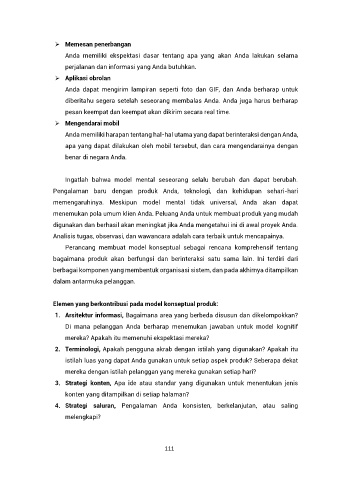 ➢ Memesan penerbangan
Anda memiliki ekspektasi dasar tentang apa yang akan Anda lakukan selama
perjalanan dan informasi yang Anda butuhkan.
➢ Aplikasi obrolan
Anda dapat mengirim lampiran seperti foto dan GIF, dan Anda berharap untuk
diberitahu segera setelah seseorang membalas Anda. Anda juga harus berharap
pesan keempat dan keempat akan dikirim secara real time.
➢ Mengendarai mobil
Anda memiliki harapan tentang hal-hal utama yang dapat berinteraksi dengan Anda,
apa yang dapat dilakukan oleh mobil tersebut, dan cara mengendarainya dengan
benar di negara Anda.
Ingatlah bahwa model mental seseorang selalu berubah dan dapat berubah.
Pengalaman baru dengan produk Anda, teknologi, dan kehidupan sehari-hari
memengaruhinya. Meskipun model mental tidak universal, Anda akan dapat
menemukan pola umum klien Anda. Peluang Anda untuk membuat produk yang mudah
digunakan dan berhasil akan meningkat jika Anda mengetahui ini di awal proyek Anda.
Analisis tugas, observasi, dan wawancara adalah cara terbaik untuk mencapainya.
Perancang membuat model konseptual sebagai rencana komprehensif tentang
bagaimana produk akan berfungsi dan berinteraksi satu sama lain. Ini terdiri dari
berbagai komponen yang membentuk organisasi sistem, dan pada akhirnya ditampilkan
dalam antarmuka pelanggan.
Elemen yang berkontribusi pada model konseptual produk:
1. Arsitektur informasi, Bagaimana area yang berbeda disusun dan dikelompokkan?
Di mana pelanggan Anda berharap menemukan jawaban untuk model kognitif
mereka? Apakah itu memenuhi ekspektasi mereka?
2. Terminologi, Apakah pengguna akrab dengan istilah yang digunakan? Apakah itu
istilah luas yang dapat Anda gunakan untuk setiap aspek produk? Seberapa dekat
mereka dengan istilah pelanggan yang mereka gunakan setiap hari?
3. Strategi konten, Apa ide atau standar yang digunakan untuk menentukan jenis
konten yang ditampilkan di setiap halaman?
4. Strategi saluran, Pengalaman Anda konsisten, berkelanjutan, atau saling
melengkapi?
111